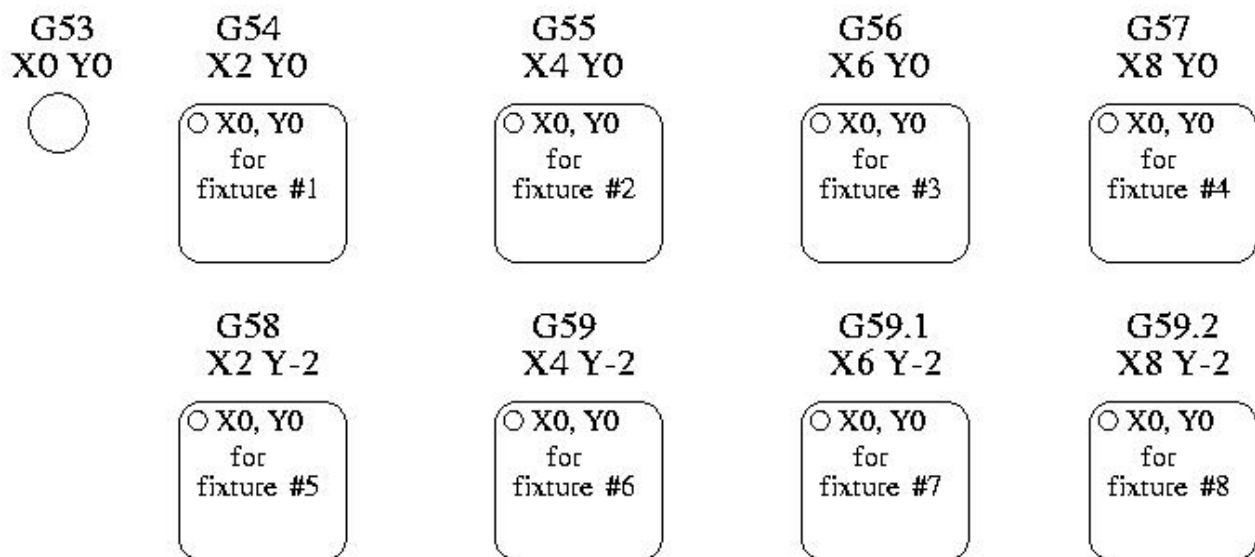 G53 G54 G55 G56 G57
X0 Y0 X2 Y0 X4 Y0 X6 Y0 X8 Y0
X0, Y0 X0, Y0 X0, Y0 X0, Y0
for for for for
fixture #1 fixture #2 fixture #3 fixture #4
G58 G59 G59.1 G59.2
X2 Y-2 X4 Y-2 X6 Y-2 X8 Y-2
X0, Y0 X0, Y0 X0, Y0 X0, Y0
for for for for
fixture #5 fixture #6 fixture #7 fixture #8